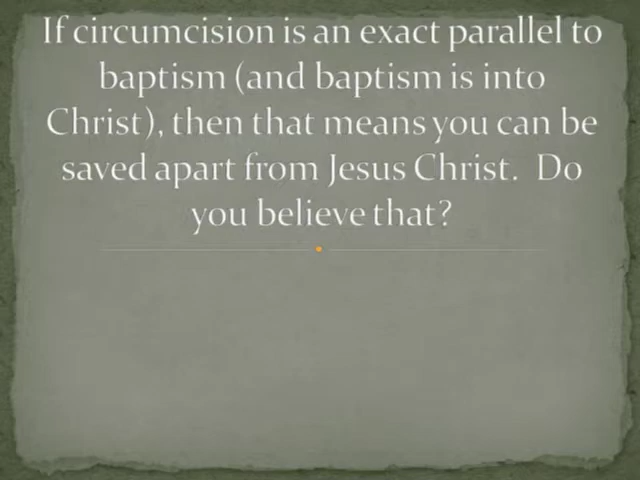 If circumcision is an exact parallel to
baptism (and baptism is into
Christ), then that means you can be
saved apart from Jesus Christ.  Do
you believe that?